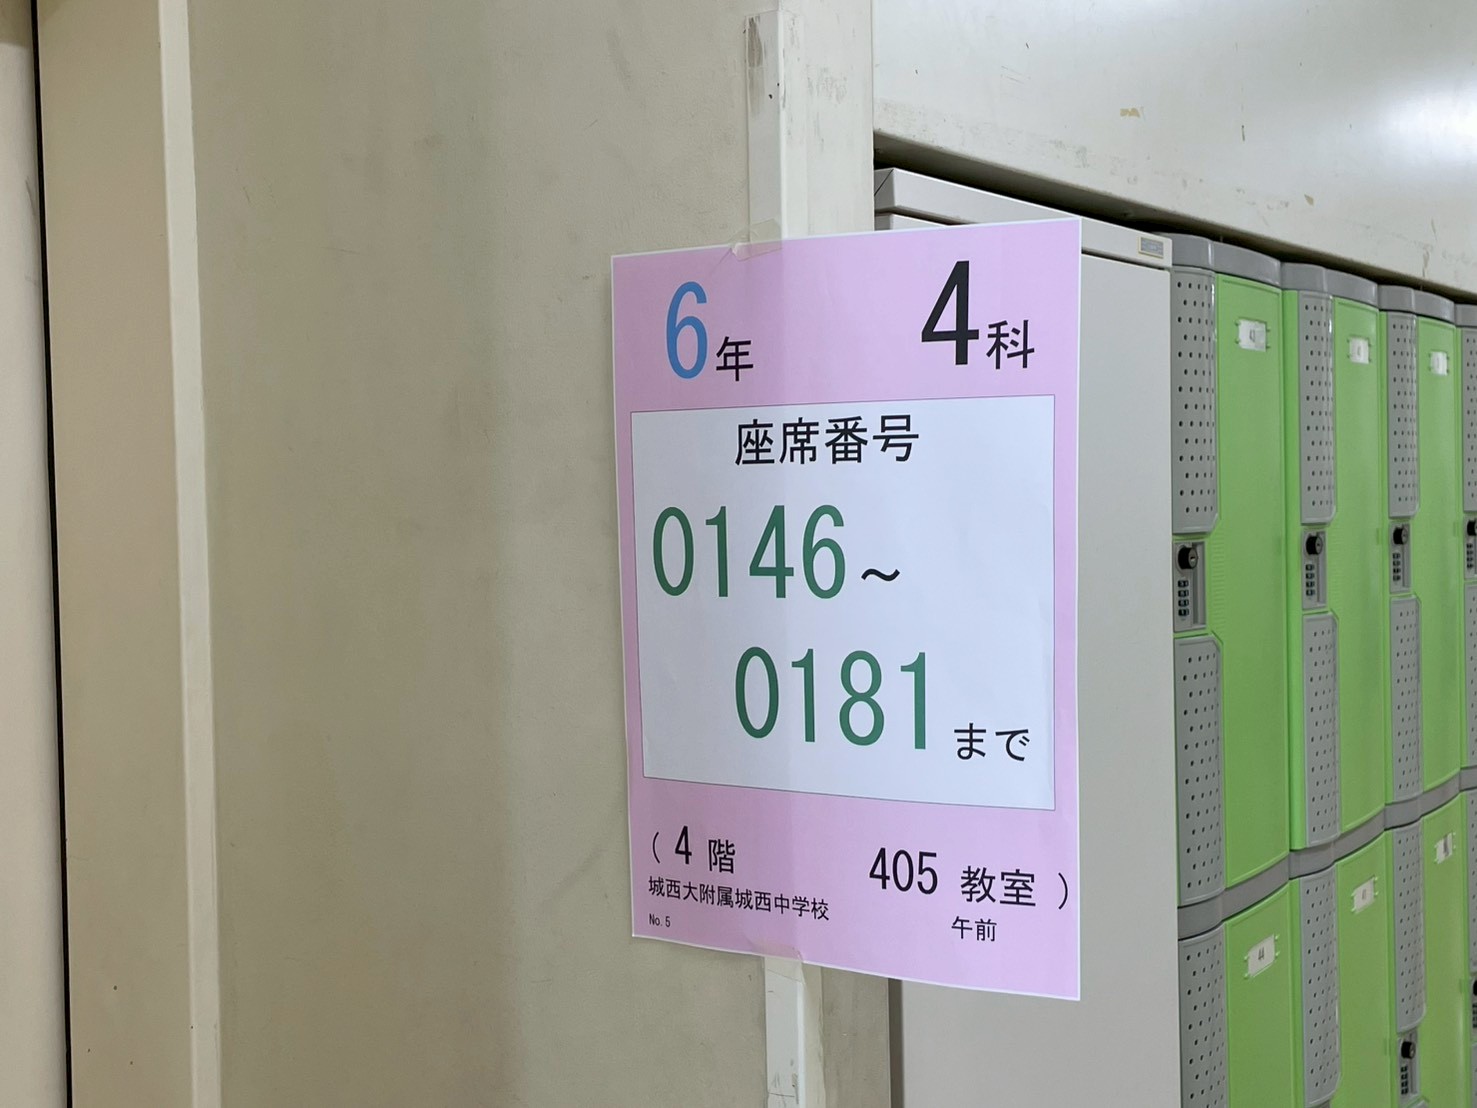 6年 4科
座席番号
0146～
0181まで
（ 4 階 405 教室 ）
城西大附属城西中学校
午前
No.5
44